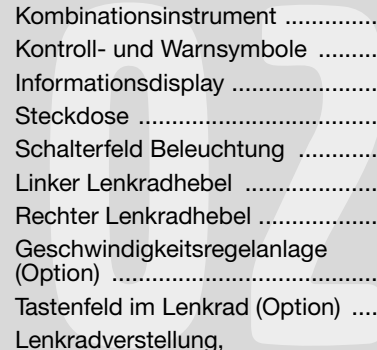 02
Kombinationsinstrument ..............
Kontroll- und Warnsymbole .........
Informationsdisplay .....................
Steckdose ...................................
Schalterfeld Beleuchtung ............
Linker Lenkradhebel ...................
Rechter Lenkradhebel .................
Geschwindigkeitsregelanlage
(Option) .......................................
Tastenfeld im Lenkrad (Option) ....
Lenkradverstellung,